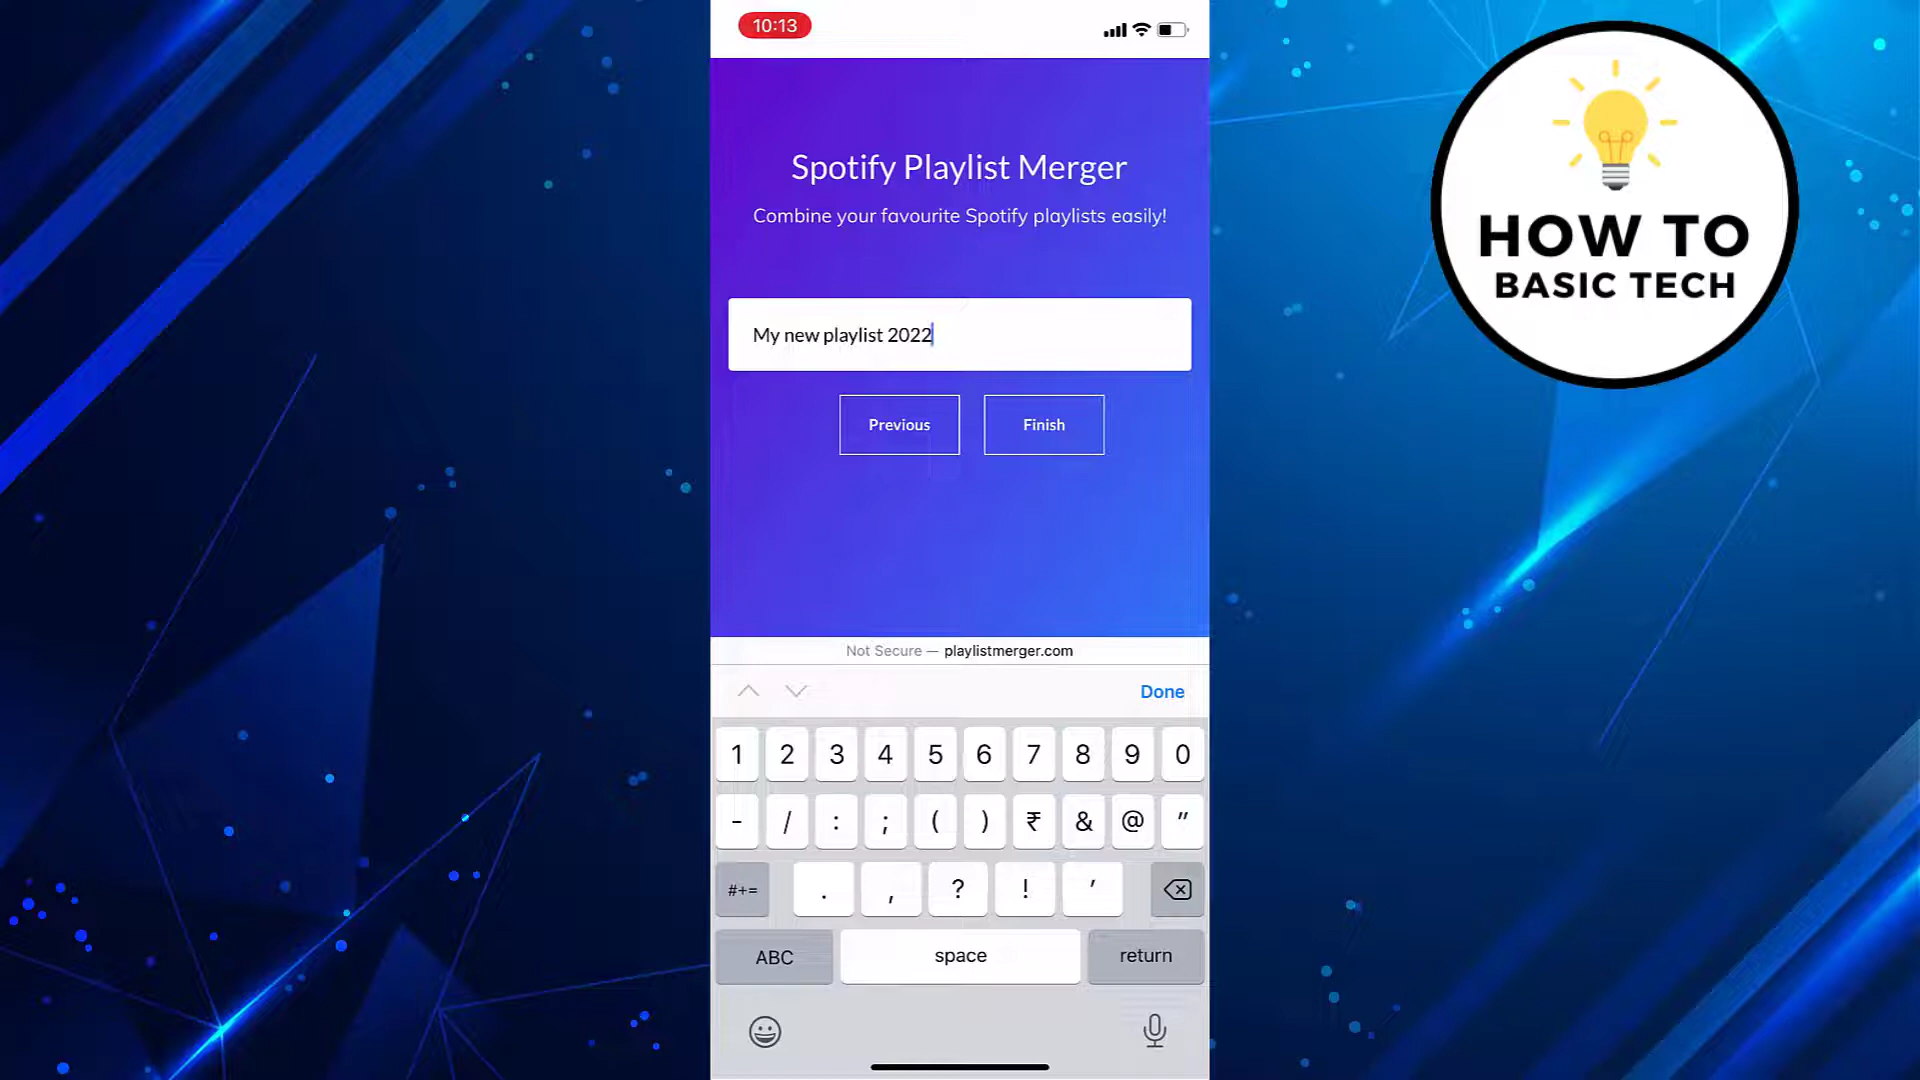 10:13
HOW TO
BASIC TECH
Spotify Playlist Merger
Combine your favourite Spotify playlists easily!
My new playlist 2022
Previous Finish
Not Secure — playlistmerger.com
Done
1 2 3 4 5 6 7 8 9 0
- / : ; ( ) ₹ & @ "
#+= . , ? ! '
ABC space return